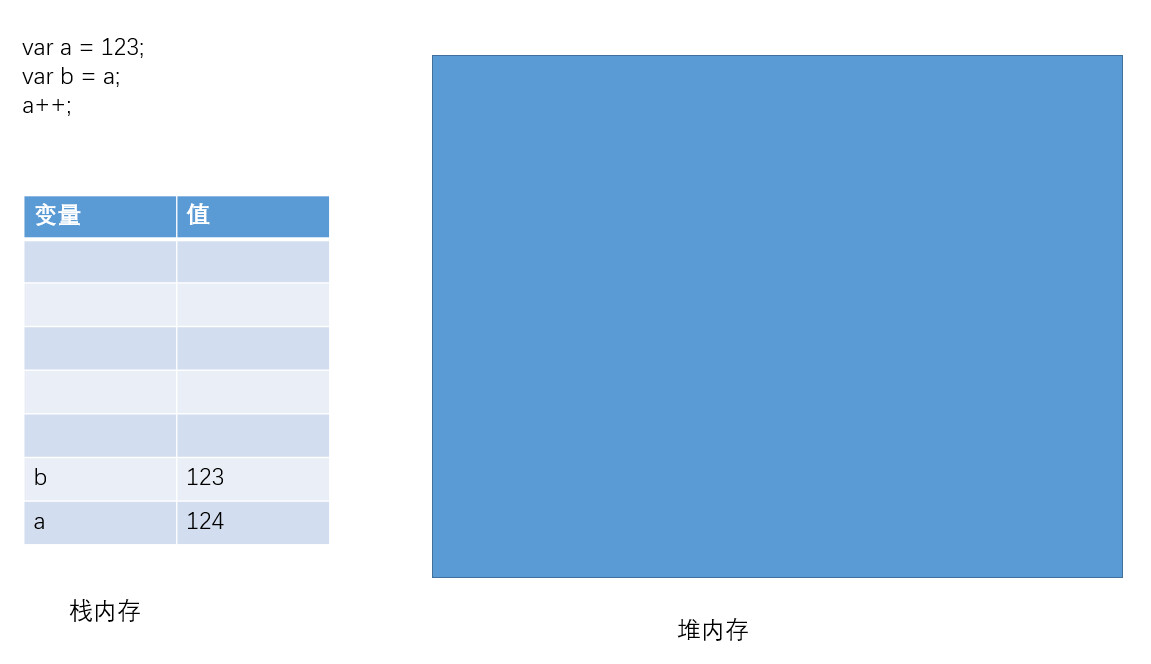 var a = 123;
var b = a;
a++;
变量 值
b 123
a 124
栈内存
堆内存